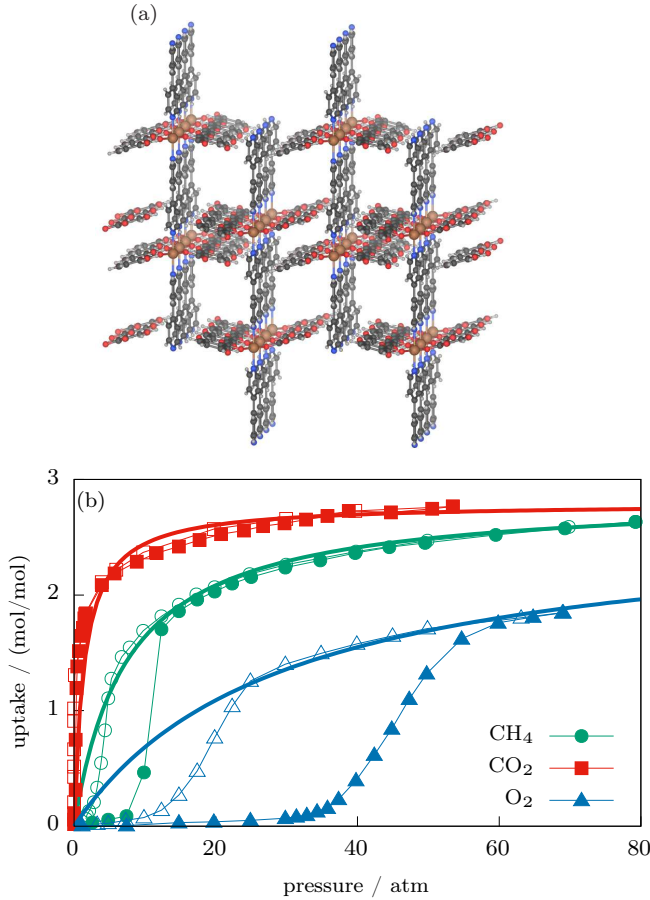 (a)
3
(b)
2
uptake / (mol/mol)
1
CH₄
CO₂
O₂
0
0 20 40 60 80
pressure / atm